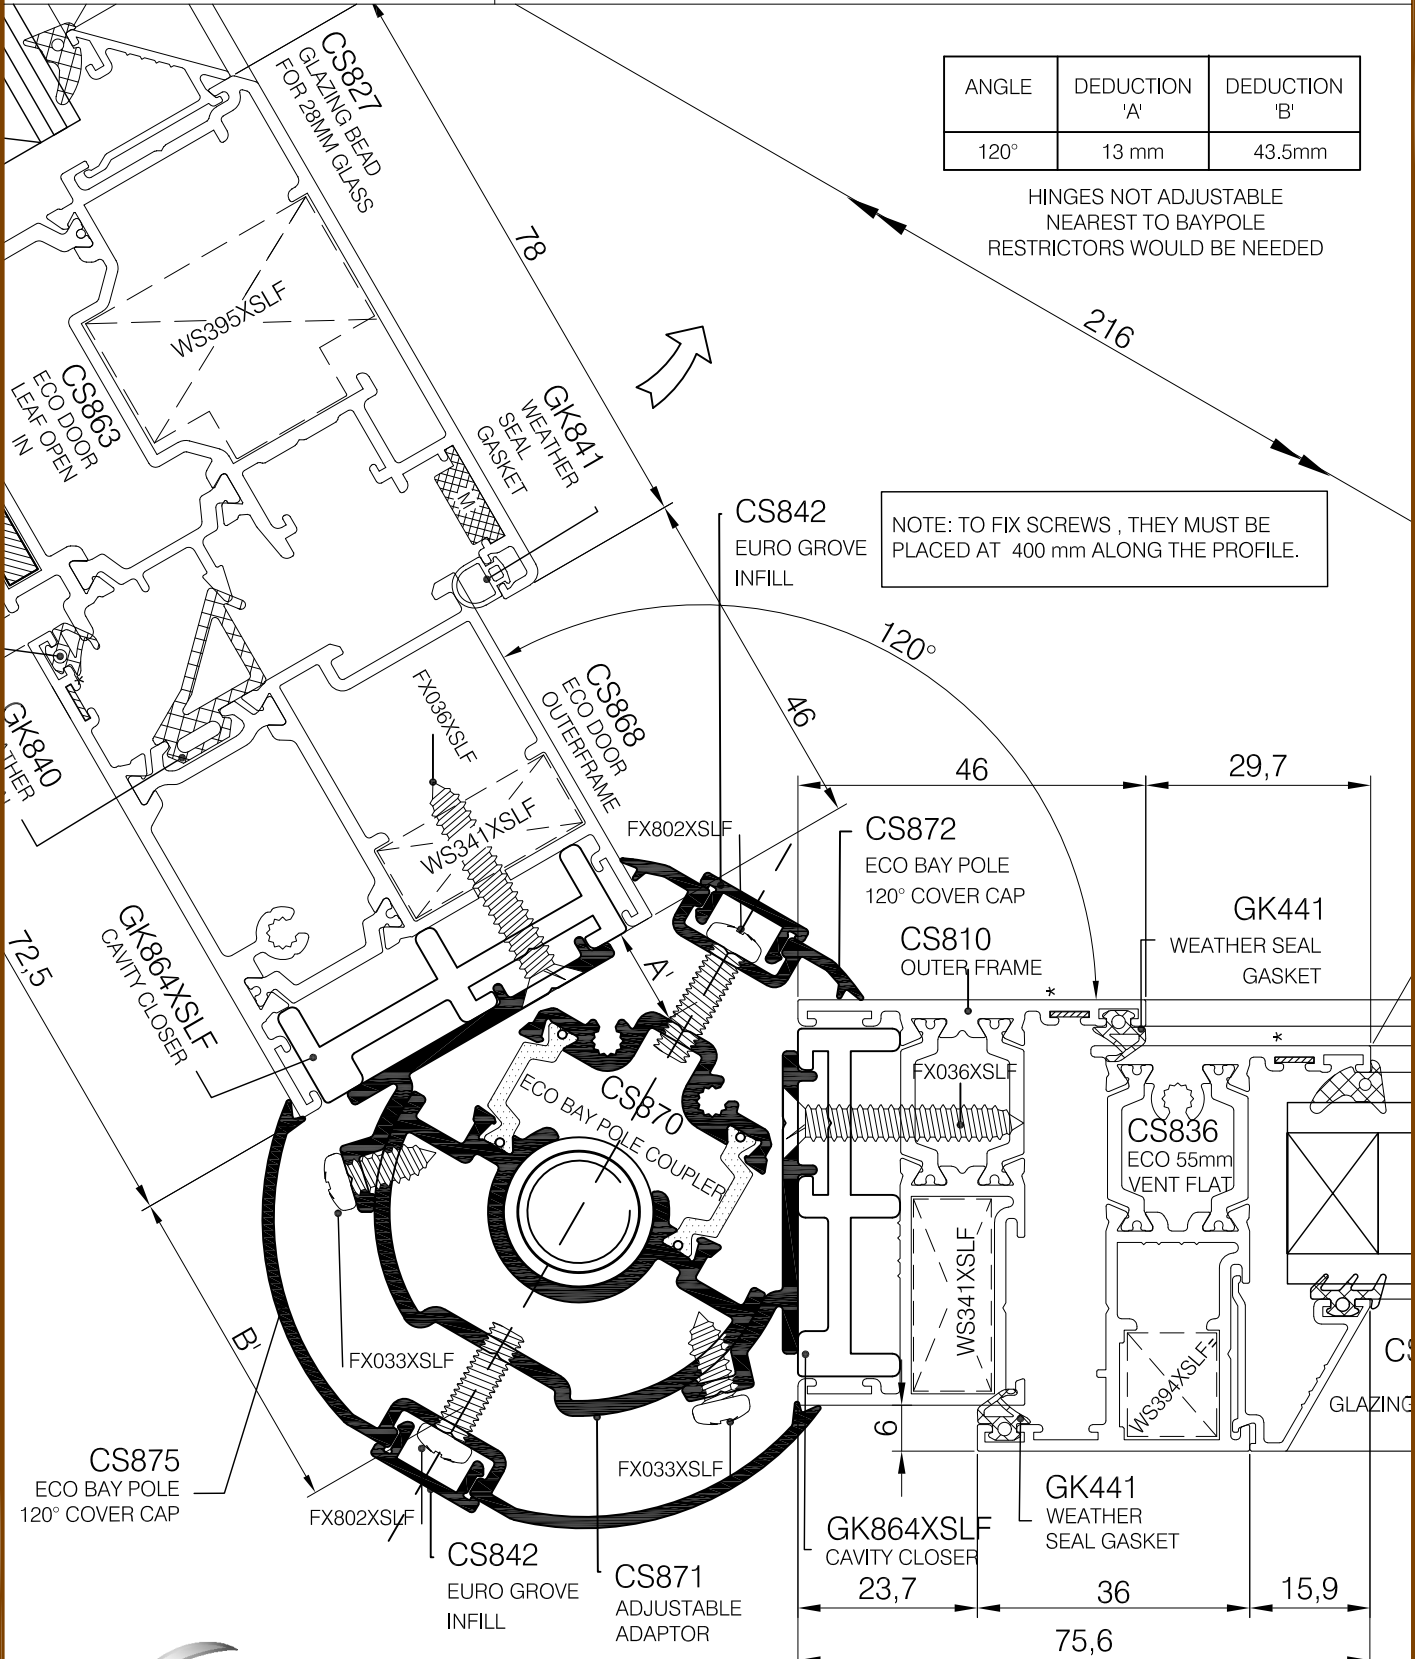 CS827
GLAZING BEAD
FOR 28MM GLASS
ANGLE
DEDUCTION
'A'
DEDUCTION
'B'
120°
13 mm
43.5mm
HINGES NOT ADJUSTABLE
NEAREST TO BAYPOLE
RESTRICTORS WOULD BE NEEDED
78
216
WS395XSLF
CS863
ECO DOOR
LEAF OPEN
IN
GK841
WEATHER
SEAL
GASKET
M
CS842
EURO GROVE
INFILL
NOTE: TO FIX SCREWS , THEY MUST BE
PLACED AT 400 mm ALONG THE PROFILE.
120°
46
CS868
ECO DOOR
OUTERFRAME
FX036XSLF
*
GK840
WS341XSLF
46
29,7
FX802XSLF
CS872
ECO BAY POLE
120° COVER CAP
GK441
WEATHER SEAL
GASKET
CS810
OUTER FRAME
*
*
72,5
GK864XSLF
CAVITY CLOSER
A'
FX036XSLF
CS870
ECO BAY POLE COUPLER
CS836
ECO 55mm
VENT FLAT
WS341XSLF
WS394XSLF
B'
FX033XSLF
FX033XSLF
6
GLAZING
CS875
ECO BAY POLE
120° COVER CAP
FX802XSLF
CS842
EURO GROVE
INFILL
CS871
ADJUSTABLE
ADAPTOR
GK864XSLF
CAVITY CLOSER
GK441
WEATHER
SEAL GASKET
23,7
36
15,9
75,6